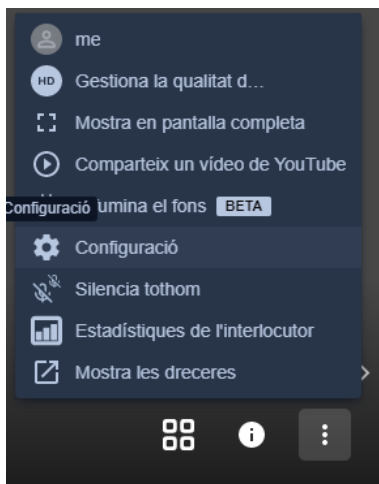 me
HD
Gestiona la qualitat d...
Mostra en pantalla completa
Comparteix un vídeo de YouTube
Configuració
fumina el fons BETA
Configuració
Silencia tothom
Estadístiques de l'interlocutor
Mostra les dreceres